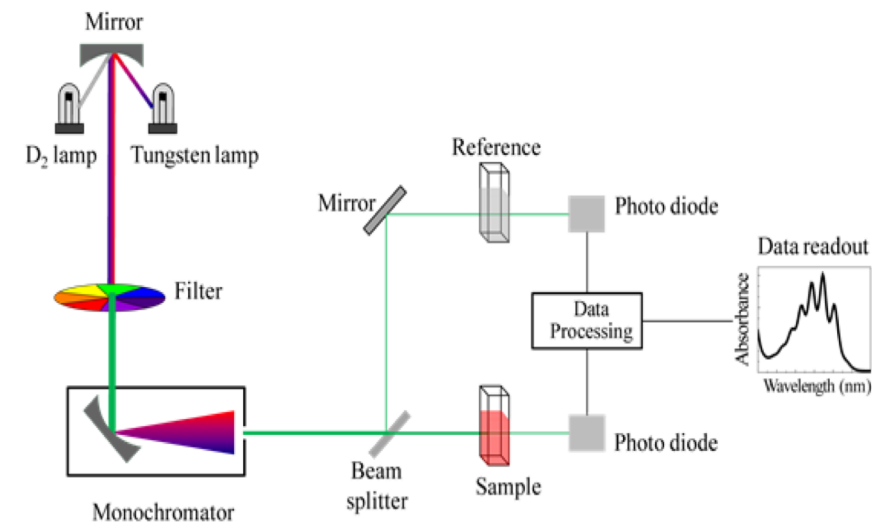 Mirror
D₂ lamp
Tungsten lamp
Filter
Monochromator
Mirror
Beam
splitter
Reference
Sample
Photo diode
Photo diode
Data
Processing
Data readout
Absorbance
Wavelength (nm)